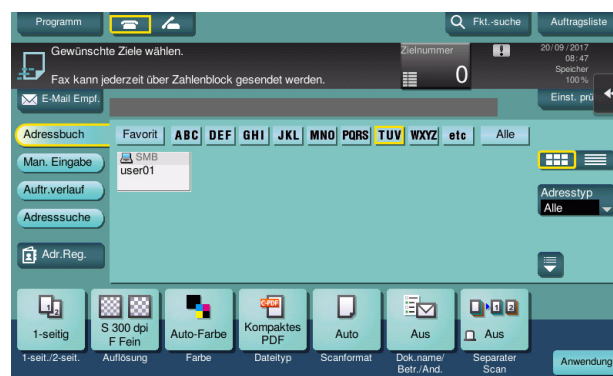 Programm
Fkt.-suche
Auftragsliste
Gewünschte Ziele wählen.
Fax kann jederzeit über Zahlenblock gesendet werden.
Zielnummer
0
20/09/2017
08:47
Speicher
100%
E-Mail Empf.
Einst. prü
Adressbuch
Favorit ABC DEF GHI JKL MNO PQRS TUV WXYZ etc Alle
Man. Eingabe
SMB
user01
Auftr.verlauf
Adresssuche
Adresstyp
Alle
Adr.Reg.
1-seitig
S 300 dpi
F Fein
Auto-Farbe
Kompaktes
PDF
Auto
Aus
Aus
1-seit./2-seit.
Auflösung
Farbe
Dateityp
Scanformat
Dok.name/
Betr./And.
Separater
Scan
Anwendung